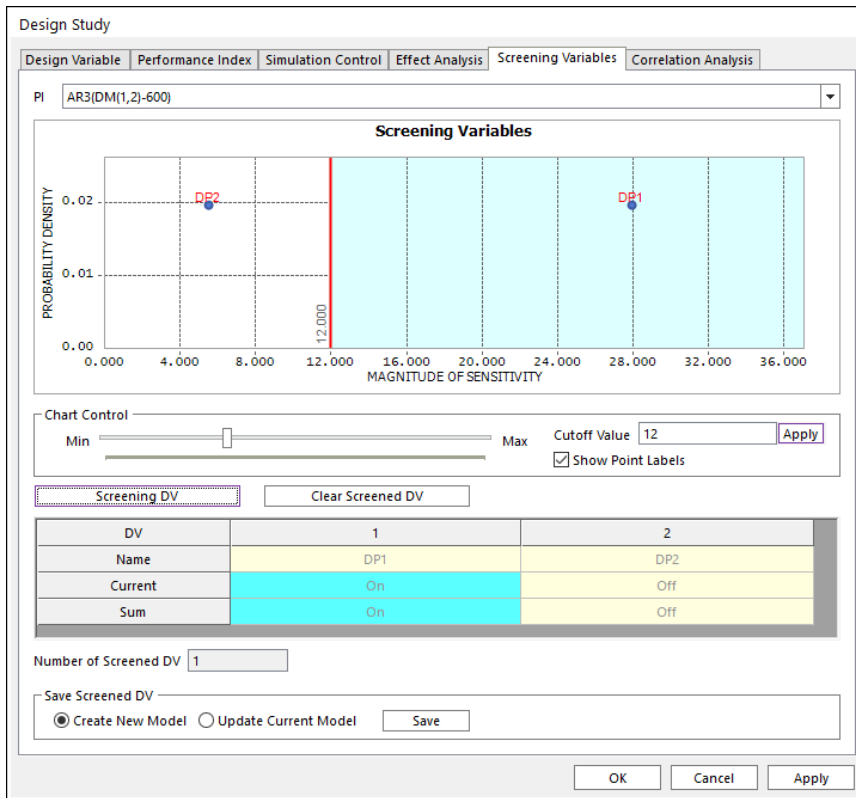 Design Study
Design Variable Performance Index Simulation Control Effect Analysis Screening Variables Correlation Analysis
PI AR3(DM(1,2)-600)
Screening Variables
PROBABILITY DENSITY
0.02
0.01
0.00
DP2
DP1
12.000
0.000 4.000 8.000 12.000 16.000 20.000 24.000 28.000 32.000 36.000
MAGNITUDE OF SENSITIVITY
Chart Control
Min Max Cutoff Value 12 Apply
Show Point Labels
Screening DV Clear Screened DV
DV 1 2
Name DP1 DP2
Current On Off
Sum On Off
Number of Screened DV 1
Save Screened DV
Create New Model Update Current Model Save
OK Cancel Apply